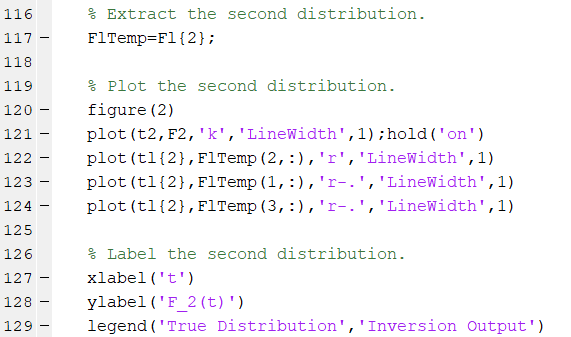 116 % Extract the second distribution.
117 – FlTemp=Fl{2};
118
119 % Plot the second distribution.
120 – figure(2)
121 – plot(t2,F2,'k','LineWidth',1);hold('on')
122 – plot(tl{2},FlTemp(2,:),'r','LineWidth',1)
123 – plot(tl{2},FlTemp(1,:),'r-.','LineWidth',1)
124 – plot(tl{2},FlTemp(3,:),'r-.','LineWidth',1)
125
126 % Label the second distribution.
127 – xlabel('t')
128 – ylabel('F_2(t)')
129 – legend('True Distribution','Inversion Output')